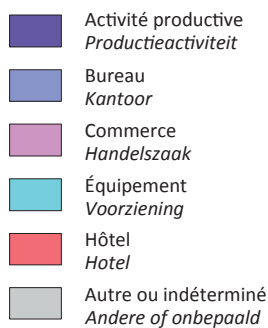 Activité productive
Productieactiviteit
Bureau
Kantoor
Commerce
Handelszaak
Équipement
Voorziening
Hôtel
Hotel
Autre ou indéterminé
Andere of onbepaald